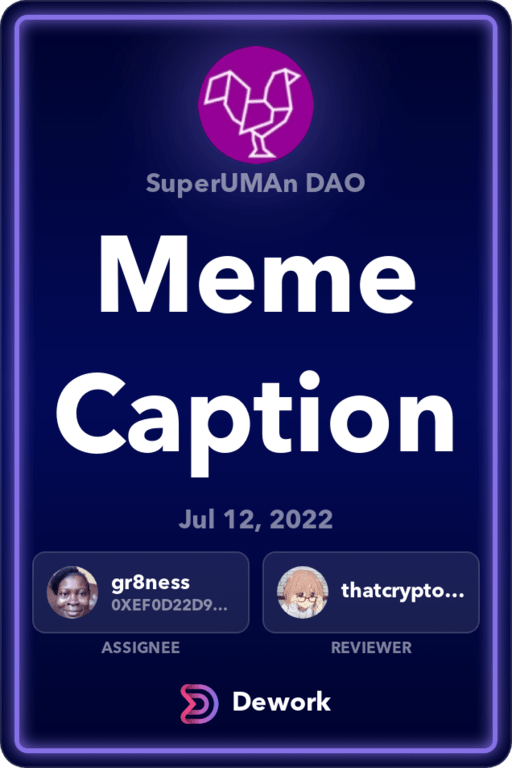 SuperUMAn DAO
Meme
Caption
Jul 12, 2022
gr8ness
0XEF0D22D9...
ASSIGNEE
thatcrypto...
REVIEWER
Dework